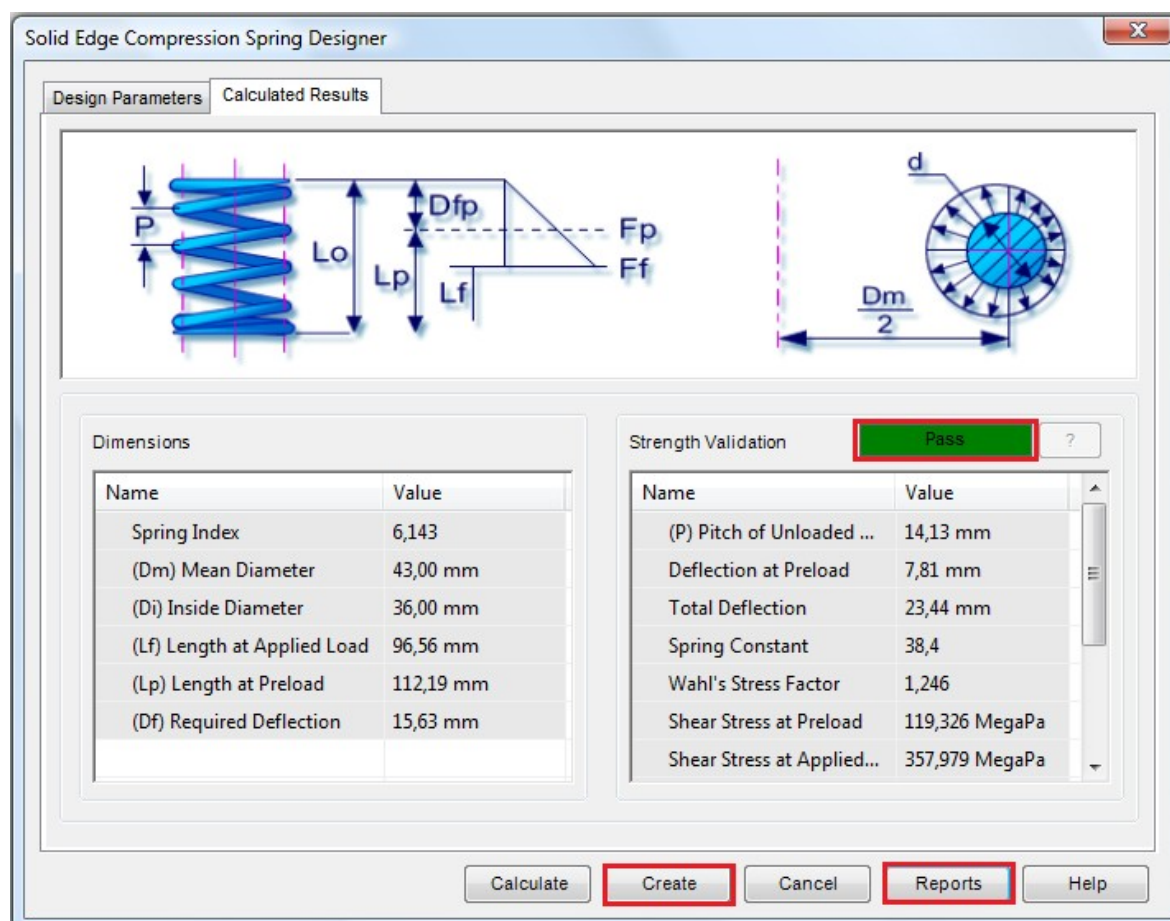 Solid Edge Compression Spring Designer
X
Design Parameters
Calculated Results
P
Lo
Dfp
Lp
Lf
Fp
Ff
d
Dm
2
Dimensions
Name Value
Spring Index 6,143
(Dm) Mean Diameter 43,00 mm
(Di) Inside Diameter 36,00 mm
(Lf) Length at Applied Load 96,56 mm
(Lp) Length at Preload 112,19 mm
(Df) Required Deflection 15,63 mm
Strength Validation Pass ?
Name Value
(P) Pitch of Unloaded ... 14,13 mm
Deflection at Preload 7,81 mm
Total Deflection 23,44 mm
Spring Constant 38,4
Wahl's Stress Factor 1,246
Shear Stress at Preload 119,326 MegaPa
Shear Stress at Applied... 357,979 MegaPa
Calculate Create Cancel Reports Help